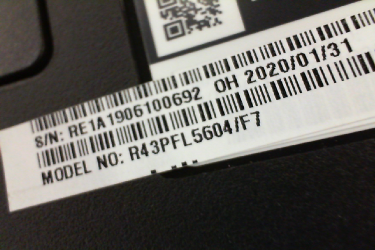 S/N: RE1A1906100692 OH 2020/01/31
MODEL NO: R43PFL5604/F7